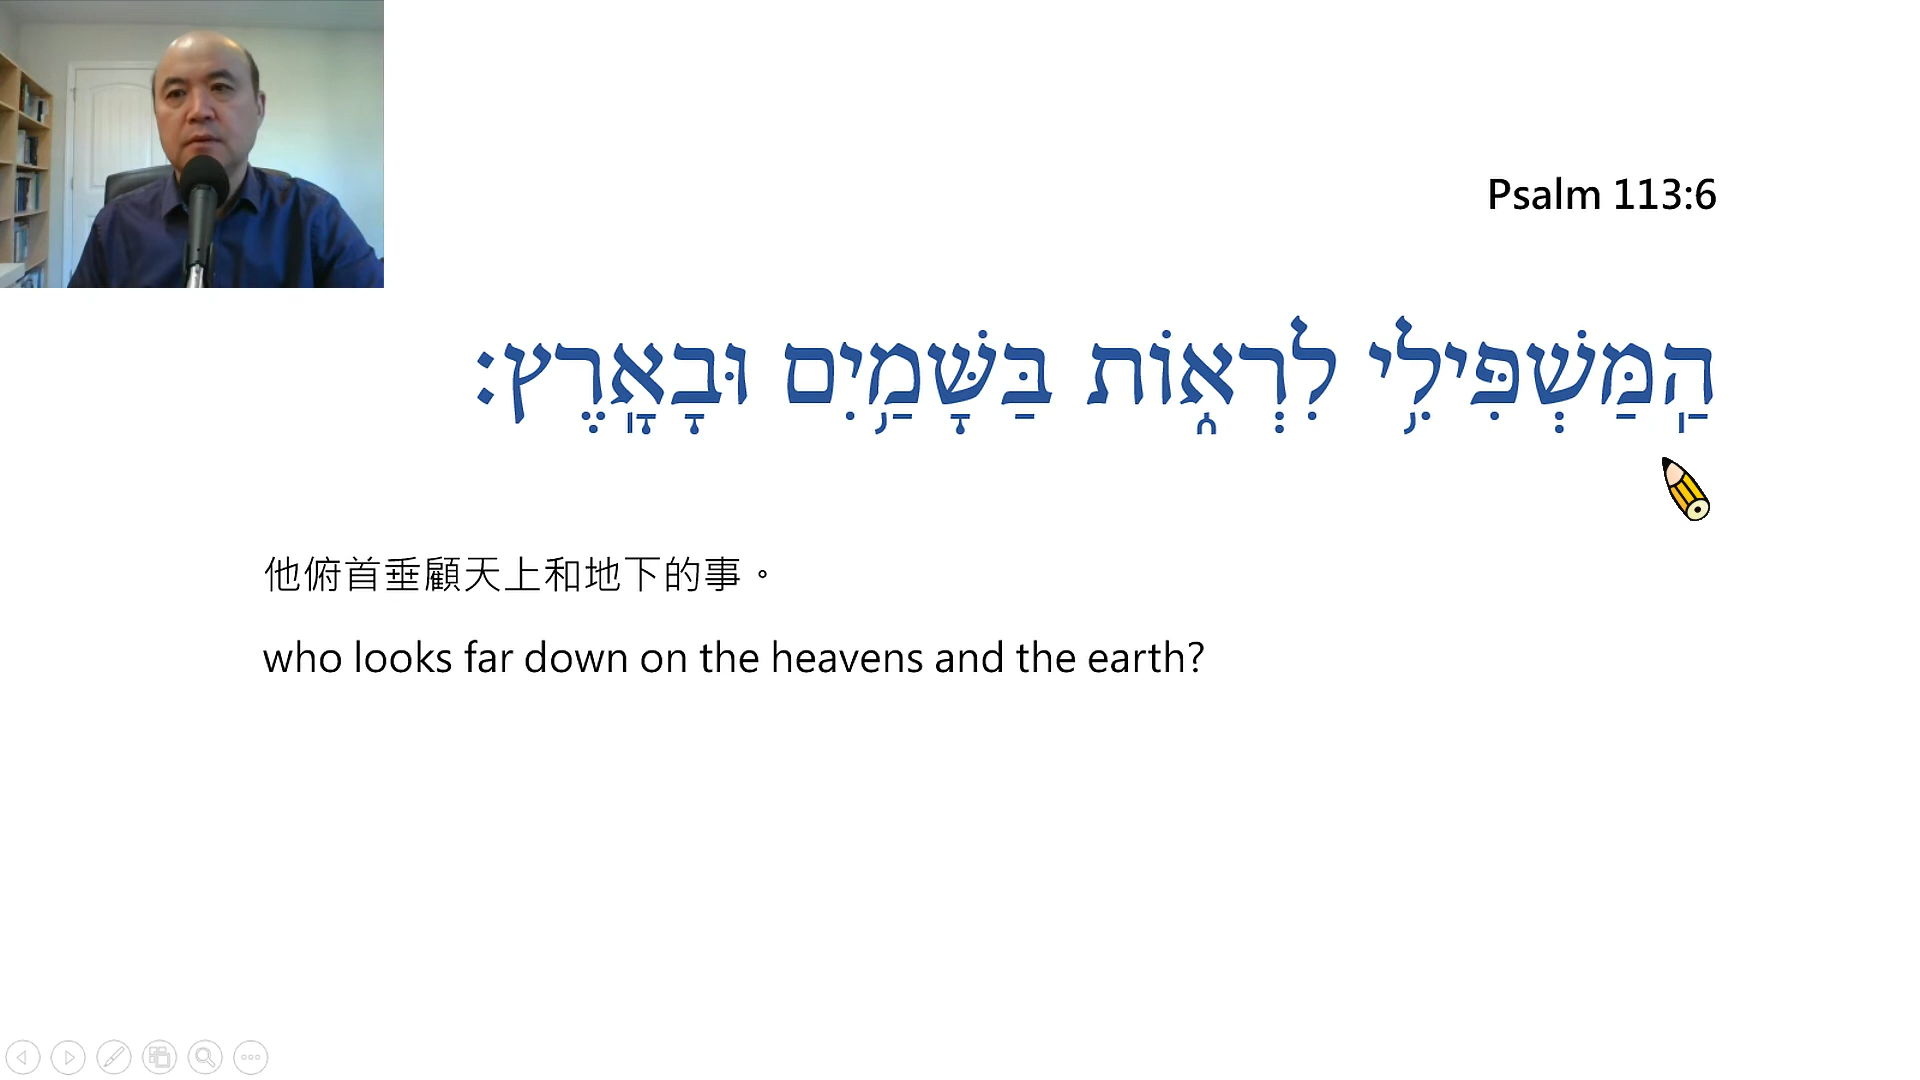 Psalm 113:6
הַֽמַּשְׁפִּילִ֥י לִרְא֑וֹת בַּשָּׁמַ֥יִם וּבָאָֽרֶץ׃
他俯首垂顧天上和地下的事。
who looks far down on the heavens and the earth?